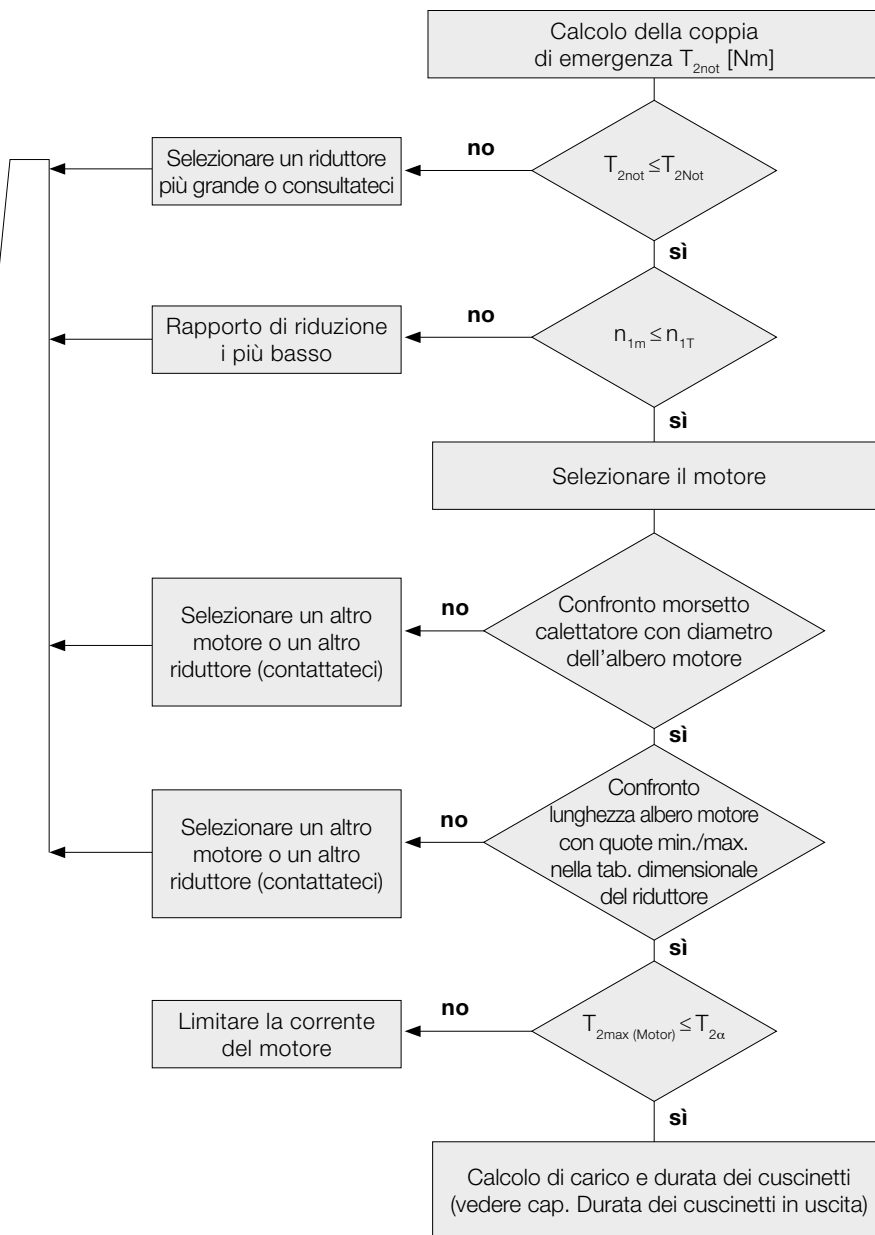 Calcolo della coppia
di emergenza T2not [Nm]
no
Selezionare un riduttore
più grande o consultateci
T2not ≤ T2Not
sì
no
Rapporto di riduzione
i più basso
n1m ≤ n1T
sì
Selezionare il motore
no
Selezionare un altro
motore o un altro
riduttore (contattateci)
Confronto morsetto
calettatore con diametro
dell'albero motore
sì
no
Selezionare un altro
motore o un altro
riduttore (contattateci)
Confronto
lunghezza albero motore
con quote min./max.
nella tab. dimensionale
del riduttore
sì
no
Limitare la corrente
del motore
T2max (Motor) ≤ T2α
sì
Calcolo di carico e durata dei cuscinetti
(vedere cap. Durata dei cuscinetti in uscita)